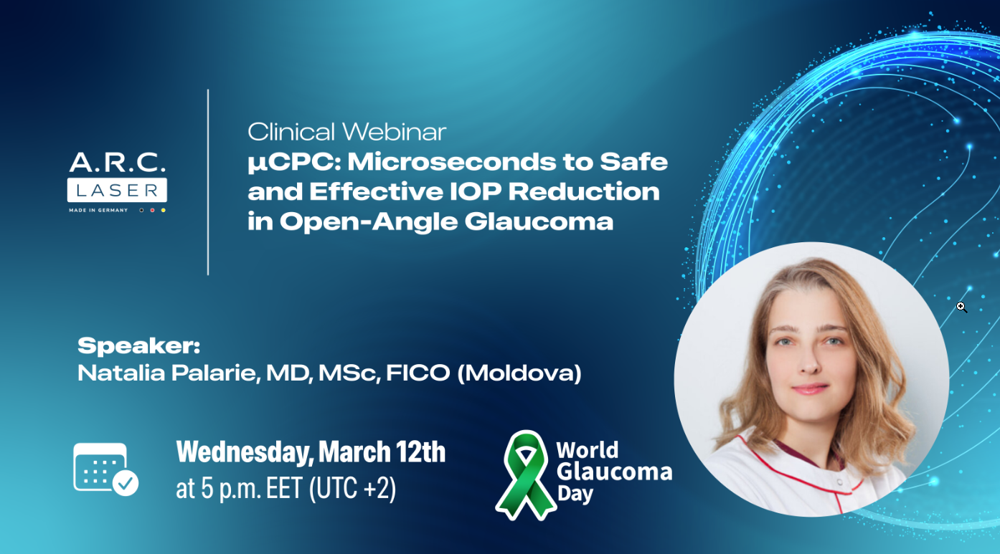 A.R.C.
LASER
MADE IN GERMANY
Clinical Webinar
µCPC: Microseconds to Safe
and Effective IOP Reduction
in Open-Angle Glaucoma
Speaker:
Natalia Palarie, MD, MSc, FICO (Moldova)
Wednesday, March 12th
at 5 p.m. EET (UTC +2)
World
Glaucoma
Day